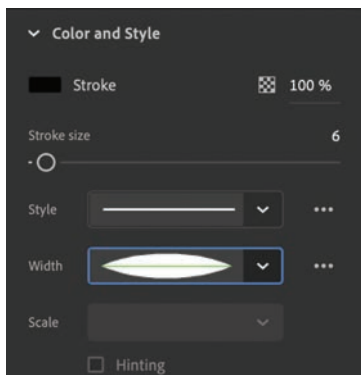 Color and Style
Stroke 100 %
Stroke size 6
Style
Width
Scale
Hinting